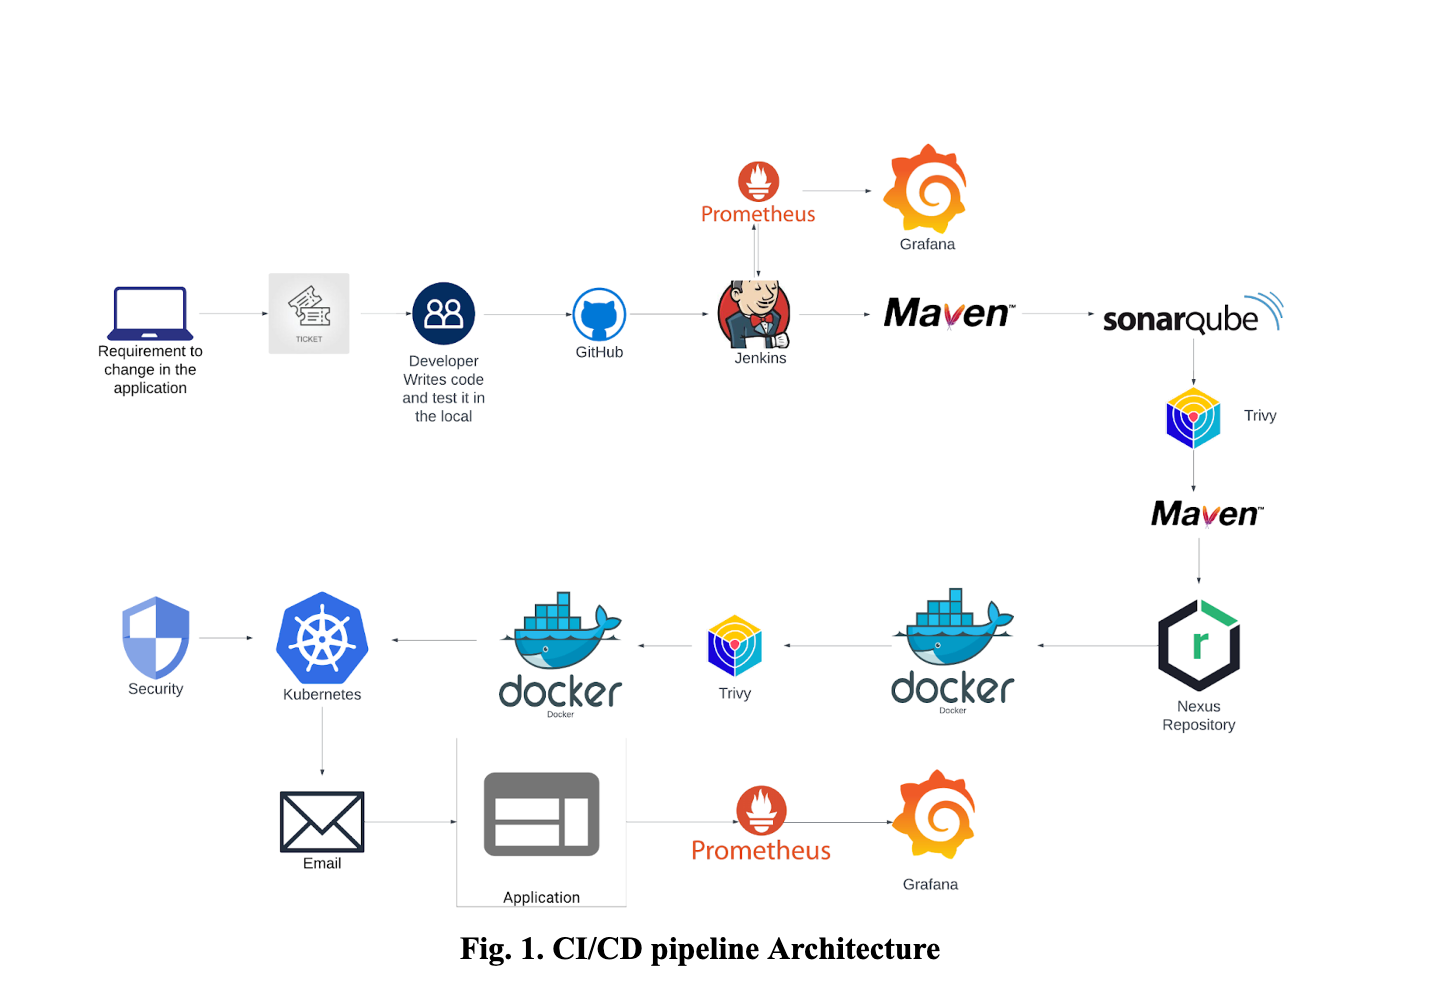 Prometheus
Grafana
Requirement to
change in the
application
TICKET
Developer
Writes code
and test it in
the local
GitHub
Jenkins
Maven™
sonarqube
Trivy
Maven™
Security
Kubernetes
docker
Docker
Trivy
docker
Docker
r
Nexus
Repository
Email
Application
Prometheus
Grafana
Fig. 1. CI/CD pipeline Architecture